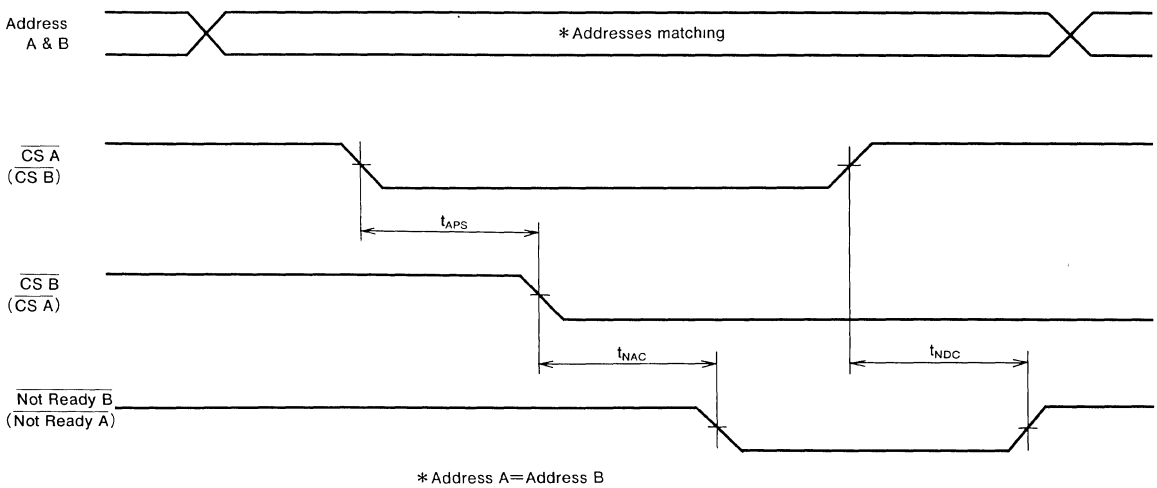 Address
A & B
*Addresses matching
CS A
(CS B)
tAPS
CS B
(CS A)
tNAC
tNDC
Not Ready B
(Not Ready A)
*Address A=Address B